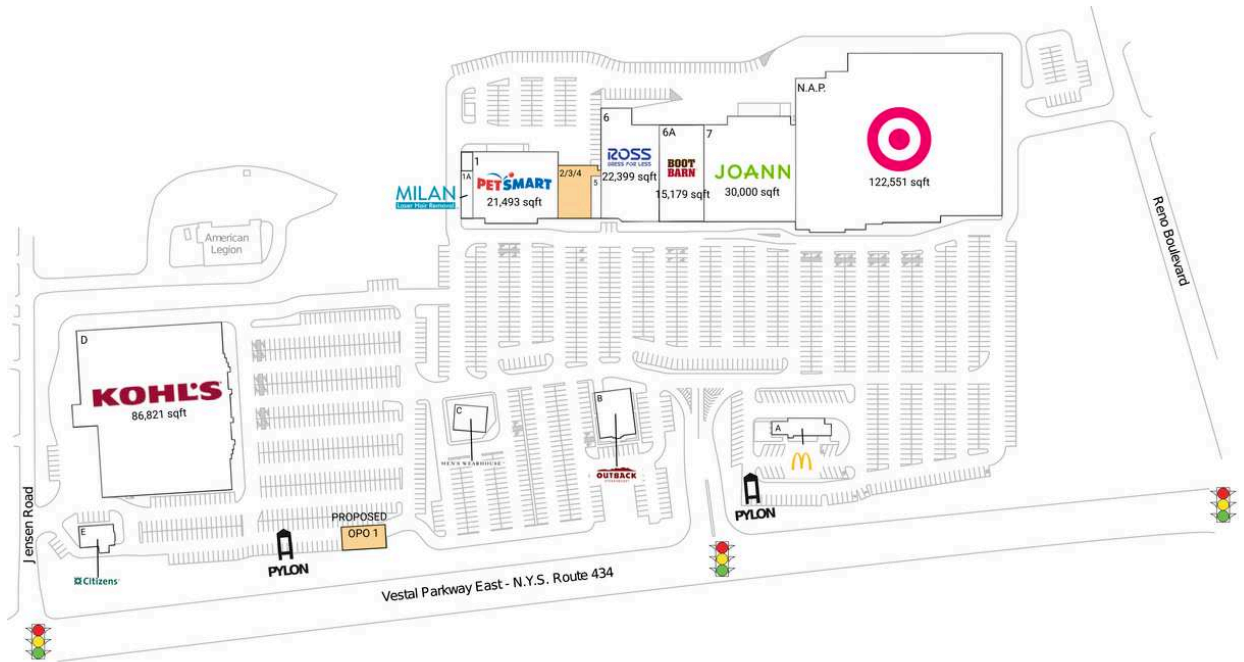 N.A.P.
122,551 sqft
6
ROSS
DRESS FOR LESS
22,399 sqft
6A
BOOT
BARN
15,179 sqft
7
JOANN
30,000 sqft
1
1A
PETSMART
21,493 sqft
2/3/4
5
MILAN
Laser Hair Removal
American
Legion
Reno Boulevard
D
KOHL'S
86,821 sqft
C
MEN'S WEARHOUSE
B
OUTBACK
STEAKHOUSE
A
PYLON
Jensen Road
E
Citizens
PYLON
PROPOSED
OPO 1
Vestal Parkway East - N.Y.S. Route 434